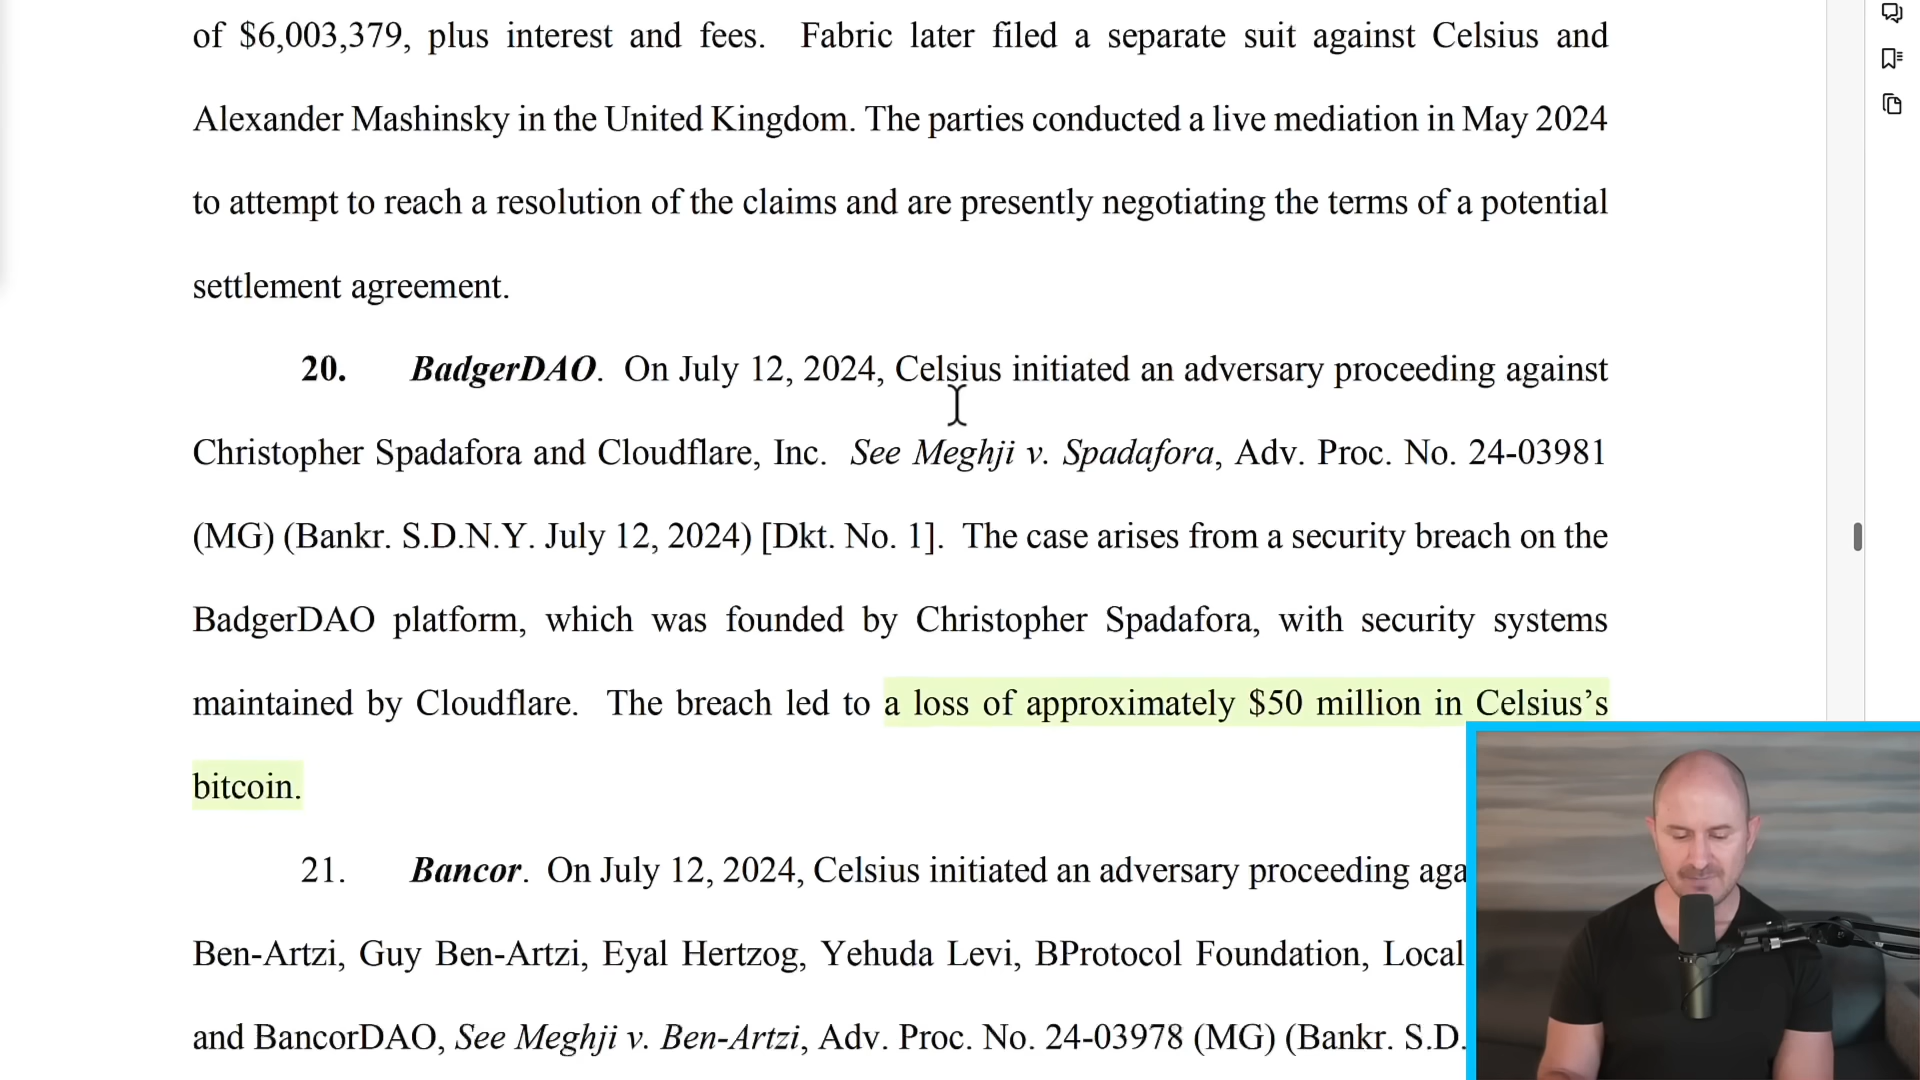 of $6,003,379, plus interest and fees. Fabric later filed a separate suit against Celsius and
Alexander Mashinsky in the United Kingdom. The parties conducted a live mediation in May 2024
to attempt to reach a resolution of the claims and are presently negotiating the terms of a potential
settlement agreement.
20. BadgerDAO. On July 12, 2024, Celsius initiated an adversary proceeding against
Christopher Spadafora and Cloudflare, Inc. See Meghji v. Spadafora, Adv. Proc. No. 24-03981
(MG) (Bankr. S.D.N.Y. July 12, 2024) [Dkt. No. 1]. The case arises from a security breach on the
BadgerDAO platform, which was founded by Christopher Spadafora, with security systems
maintained by Cloudflare. The breach led to a loss of approximately $50 million in Celsius’s
bitcoin.
21. Bancor. On July 12, 2024, Celsius initiated an adversary proceeding aga
Ben-Artzi, Guy Ben-Artzi, Eyal Hertzog, Yehuda Levi, BProtocol Foundation, Local
and BancorDAO, See Meghji v. Ben-Artzi, Adv. Proc. No. 24-03978 (MG) (Bankr. S.D.